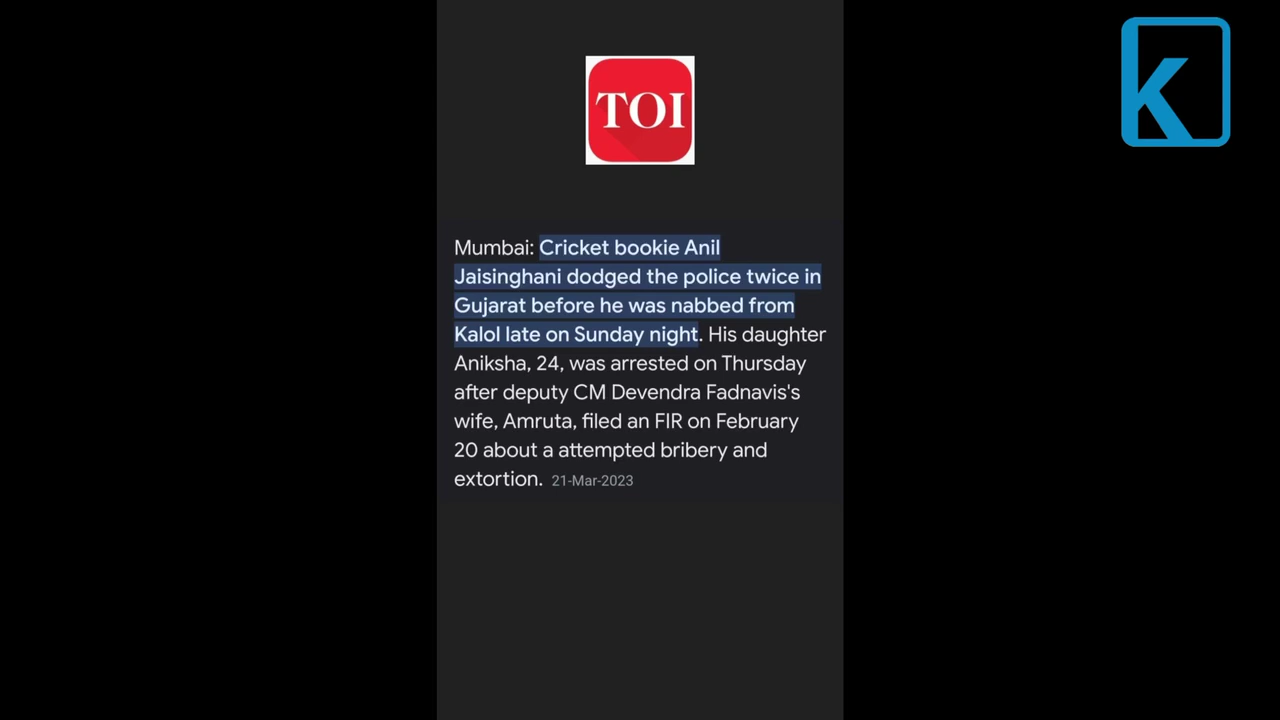 TOI
K
Mumbai: Cricket bookie Anil
Jaisinghani dodged the police twice in
Gujarat before he was nabbed from
Kalol late on Sunday night. His daughter
Aniksha, 24, was arrested on Thursday
after deputy CM Devendra Fadnavis's
wife, Amruta, filed an FIR on February
20 about a attempted bribery and
extortion. 21-Mar-2023